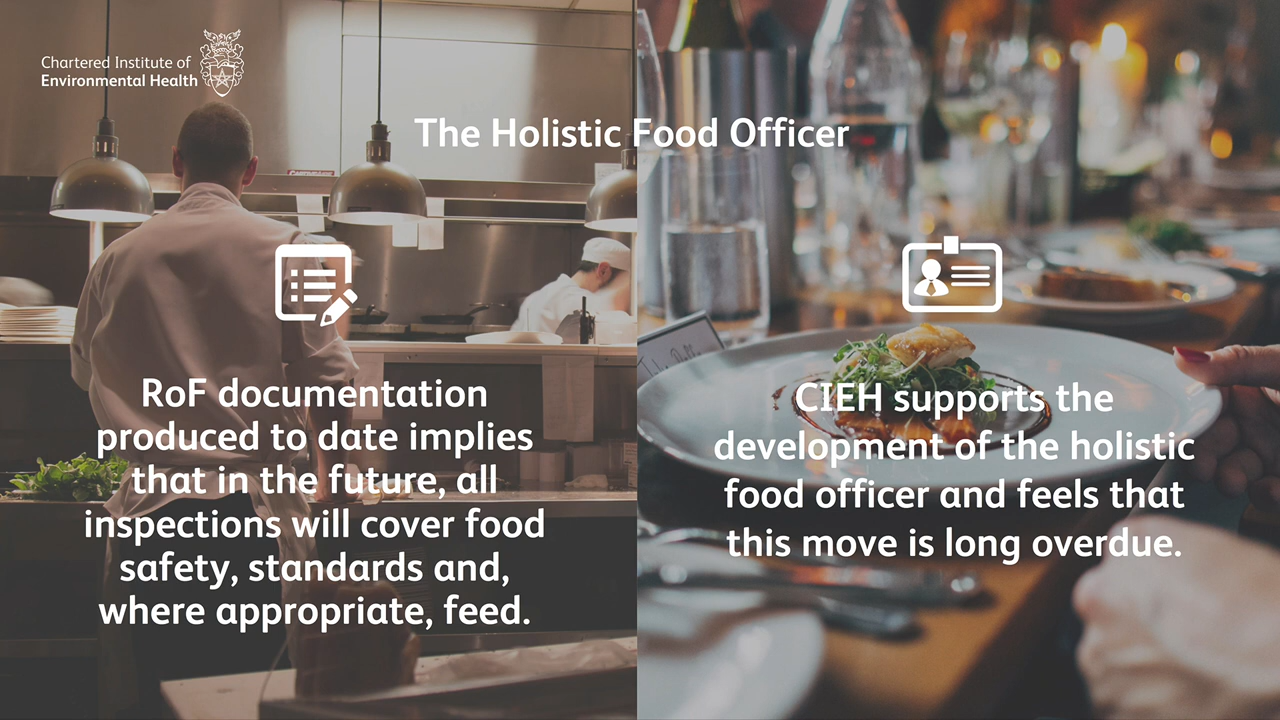 Chartered Institute of
Environmental Health
The Holistic Food Officer
RoF documentation
produced to date implies
that in the future, all
inspections will cover food
safety, standards and,
where appropriate, feed.
CIEH supports the
development of the holistic
food officer and feels that
this move is long overdue.